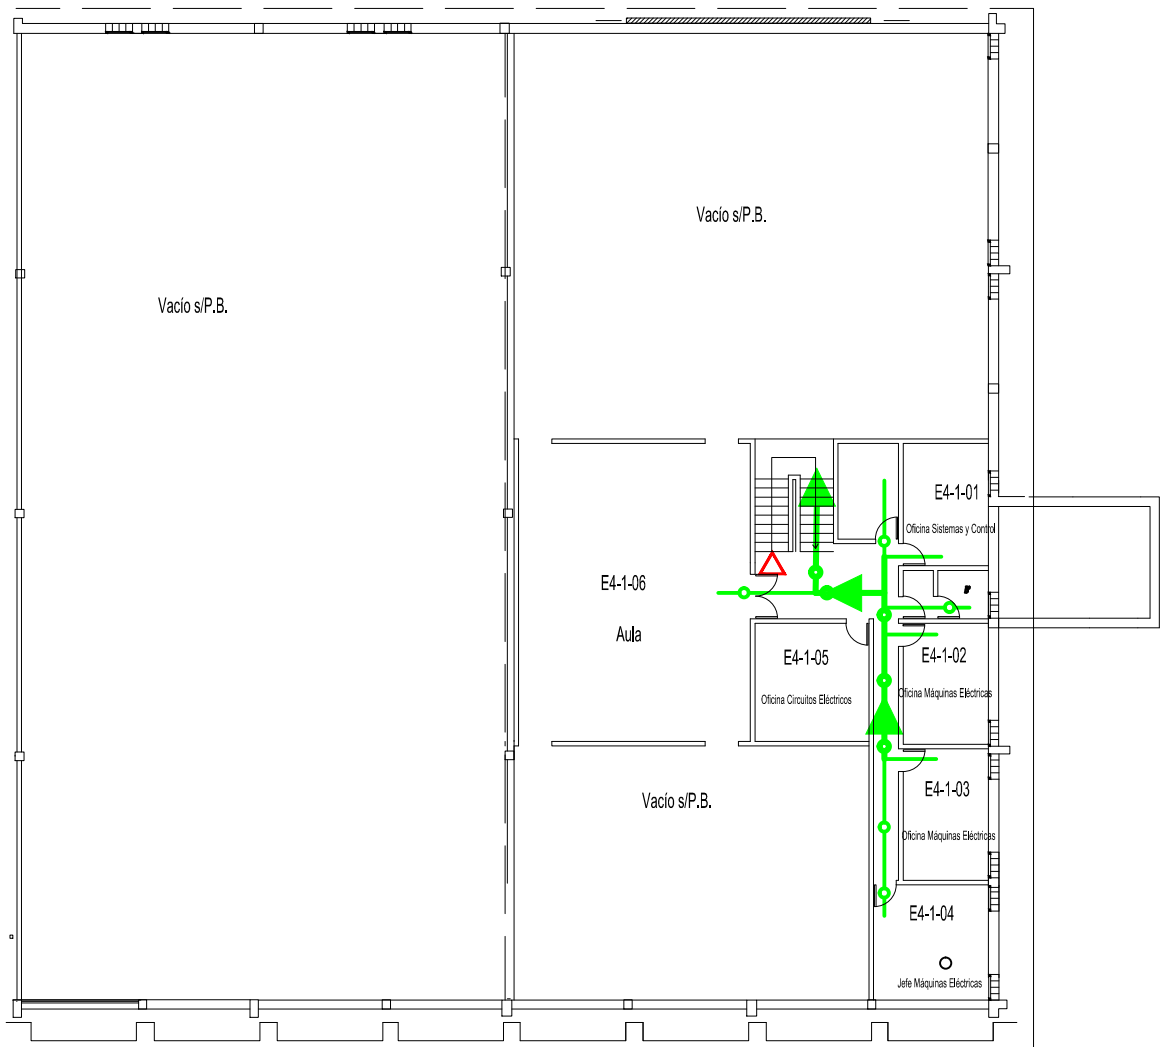 Vacío s/P.B.
Vacío s/P.B.
E4-1-01
Oficina Sistemas y Control
E4-1-06
Aula
E4-1-05
Oficina Circuitos Eléctricos
E4-1-02
Oficina Máquinas Eléctricas
Vacío s/P.B.
E4-1-03
Oficina Máquinas Eléctricas
E4-1-04
Jefe Máquinas Eléctricas